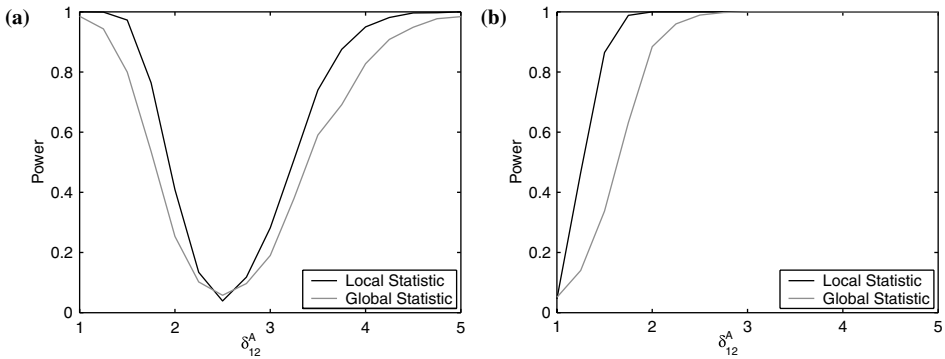 (a)
Power
1
0.8
0.6
0.4
0.2
0
1 2 3 4 5
δ₁₂ᴬ
Local Statistic
Global Statistic
(b)
Power
1
0.8
0.6
0.4
0.2
0
1 2 3 4 5
δ₁₂ᴬ
Local Statistic
Global Statistic